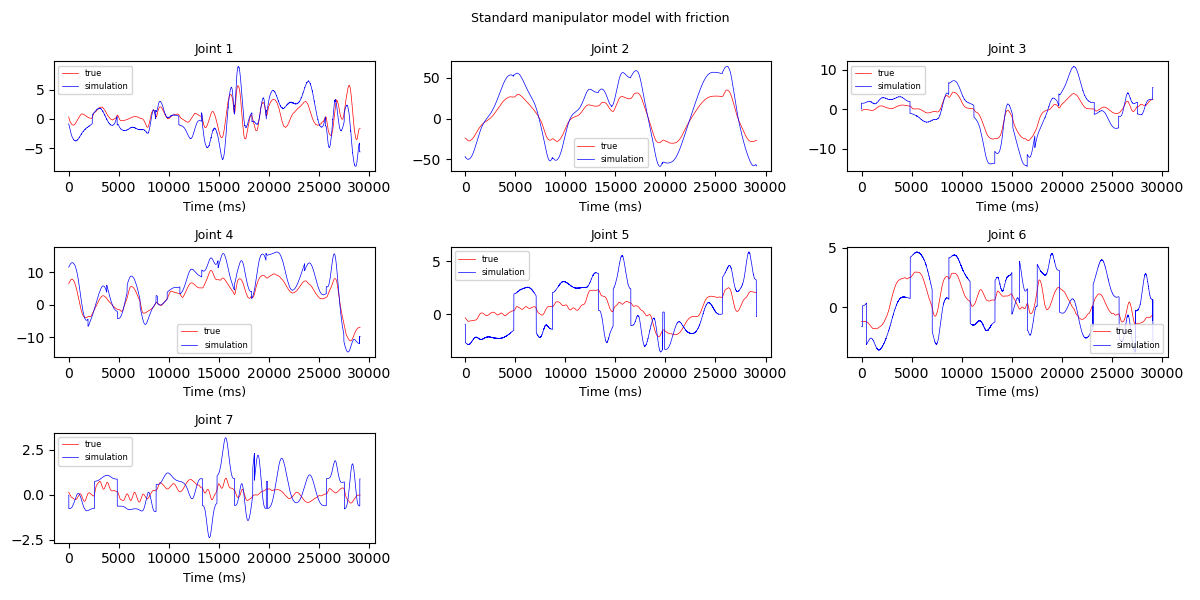 Standard manipulator model with friction
Joint 1
Joint 2
Joint 3
true
simulation
5
0
−5
0 5000 10000 15000 20000 25000 30000
Time (ms)
true
simulation
50
0
−50
0 5000 10000 15000 20000 25000 30000
Time (ms)
true
simulation
10
0
−10
0 5000 10000 15000 20000 25000 30000
Time (ms)
Joint 4
Joint 5
Joint 6
true
simulation
10
0
−10
0 5000 10000 15000 20000 25000 30000
Time (ms)
true
simulation
5
0
0 5000 10000 15000 20000 25000 30000
Time (ms)
true
simulation
5
0
0 5000 10000 15000 20000 25000 30000
Time (ms)
Joint 7
true
simulation
2.5
0.0
−2.5
0 5000 10000 15000 20000 25000 30000
Time (ms)